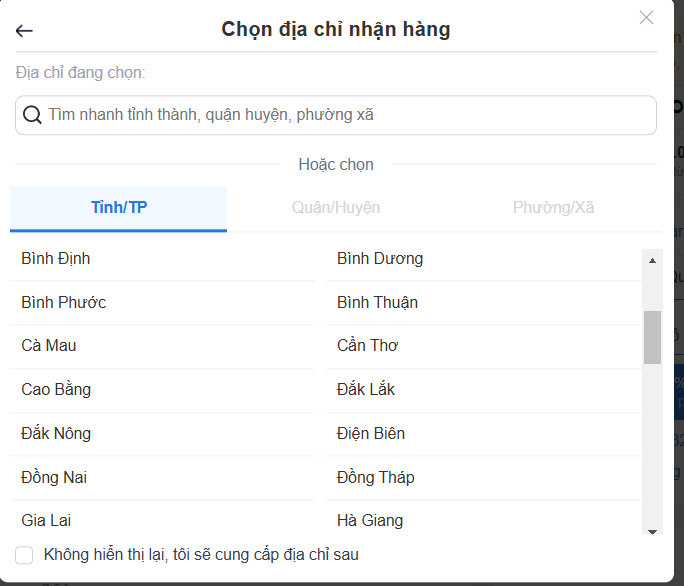 Chọn địa chỉ nhận hàng
Địa chỉ đang chọn:
Tìm nhanh tỉnh thành, quận huyện, phường xã
Hoặc chọn
Tỉnh/TP Quận/Huyện Phường/Xã
Bình Định Bình Dương
Bình Phước Bình Thuận
Cà Mau Cần Thơ
Cao Bằng Đắk Lắk
Đắk Nông Điện Biên
Đồng Nai Đồng Tháp
Gia Lai Hà Giang
Không hiển thị lại, tôi sẽ cung cấp địa chỉ sau